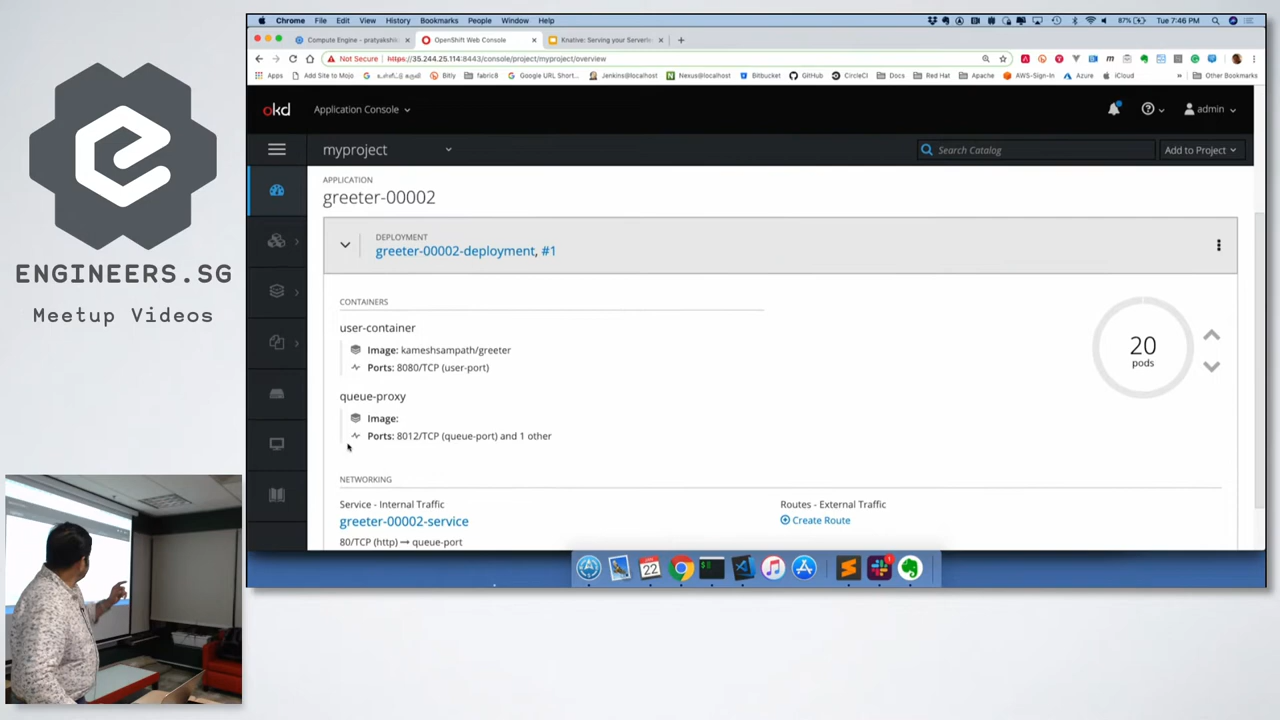 ENGINEERS.SG
Meetup Videos
Chrome File Edit View History Bookmarks People Window Help
87% Tue 7:46 PM
Compute Engine - pratyakshik
OpenShift Web Console
Knative: Serving your Serverle
Not Secure https://35.244.25.114:8443/console/project/myproject/overview
Apps Add Site to Mojo Bitly fabric8 Google URL Short... Jenkins@localhost Nexus@localhost Bitbucket GitHub CircleCI Docs Red Hat Apache AWS-Sign-In Azure iCloud » Other Bookmarks
okd Application Console admin
myproject Search Catalog Add to Project
APPLICATION
greeter-00002
DEPLOYMENT
greeter-00002-deployment, #1
CONTAINERS
user-container
Image: kameshsampath/greeter
Ports: 8080/TCP (user-port)
20
pods
queue-proxy
Image:
Ports: 8012/TCP (queue-port) and 1 other
NETWORKING
Service - Internal Traffic
greeter-00002-service
80/TCP (http) → queue-port
Routes - External Traffic
Create Route
22